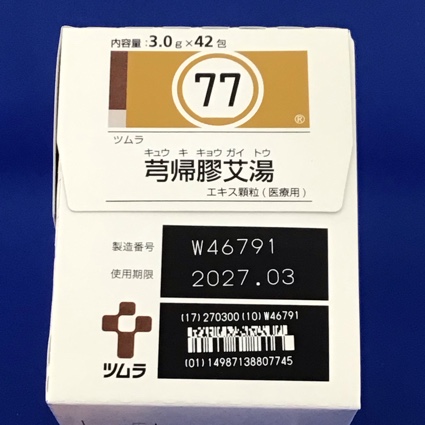 内容量：3.0g×42包
77
®
ツムラ
キュウ キ キョウ ガイ トウ
芎帰膠艾湯
エキス顆粒(医療用)
製造番号 W46791
使用期限 2027.03
(17)270300(10)W46791
(01)14987138807745
ツムラ